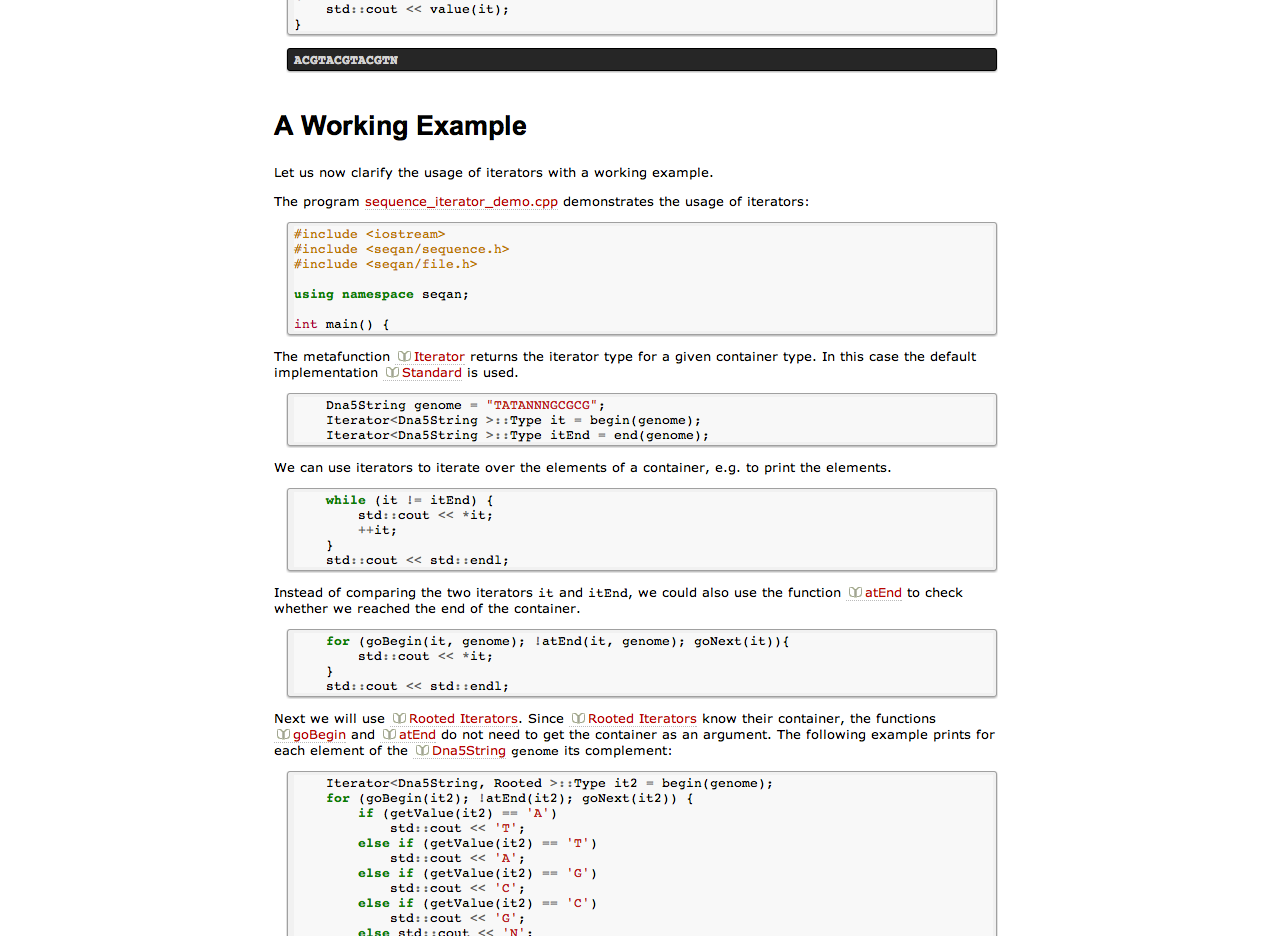 std::cout << value(it);
}
ACGTACGTACGTN
A Working Example
Let us now clarify the usage of iterators with a working example.
The program sequence_iterator_demo.cpp demonstrates the usage of iterators:
#include <iostream>
#include <seqan/sequence.h>
#include <seqan/file.h>

using namespace seqan;

int main() {
The metafunction Iterator returns the iterator type for a given container type. In this case the default
implementation Standard is used.
    Dna5String genome = "TATANNNGCGCG";
    Iterator<Dna5String >::Type it = begin(genome);
    Iterator<Dna5String >::Type itEnd = end(genome);
We can use iterators to iterate over the elements of a container, e.g. to print the elements.
    while (it != itEnd) {
        std::cout << *it;
        ++it;
    }
    std::cout << std::endl;
Instead of comparing the two iterators it and itEnd, we could also use the function atEnd to check
whether we reached the end of the container.
    for (goBegin(it, genome); !atEnd(it, genome); goNext(it)){
        std::cout << *it;
    }
    std::cout << std::endl;
Next we will use Rooted Iterators. Since Rooted Iterators know their container, the functions
goBegin and atEnd do not need to get the container as an argument. The following example prints for
each element of the Dna5String genome its complement:
    Iterator<Dna5String, Rooted >::Type it2 = begin(genome);
    for (goBegin(it2); !atEnd(it2); goNext(it2)) {
        if (getValue(it2) == 'A')
            std::cout << 'T';
        else if (getValue(it2) == 'T')
            std::cout << 'A';
        else if (getValue(it2) == 'G')
            std::cout << 'C';
        else if (getValue(it2) == 'C')
            std::cout << 'G';
        else std::cout << 'N';